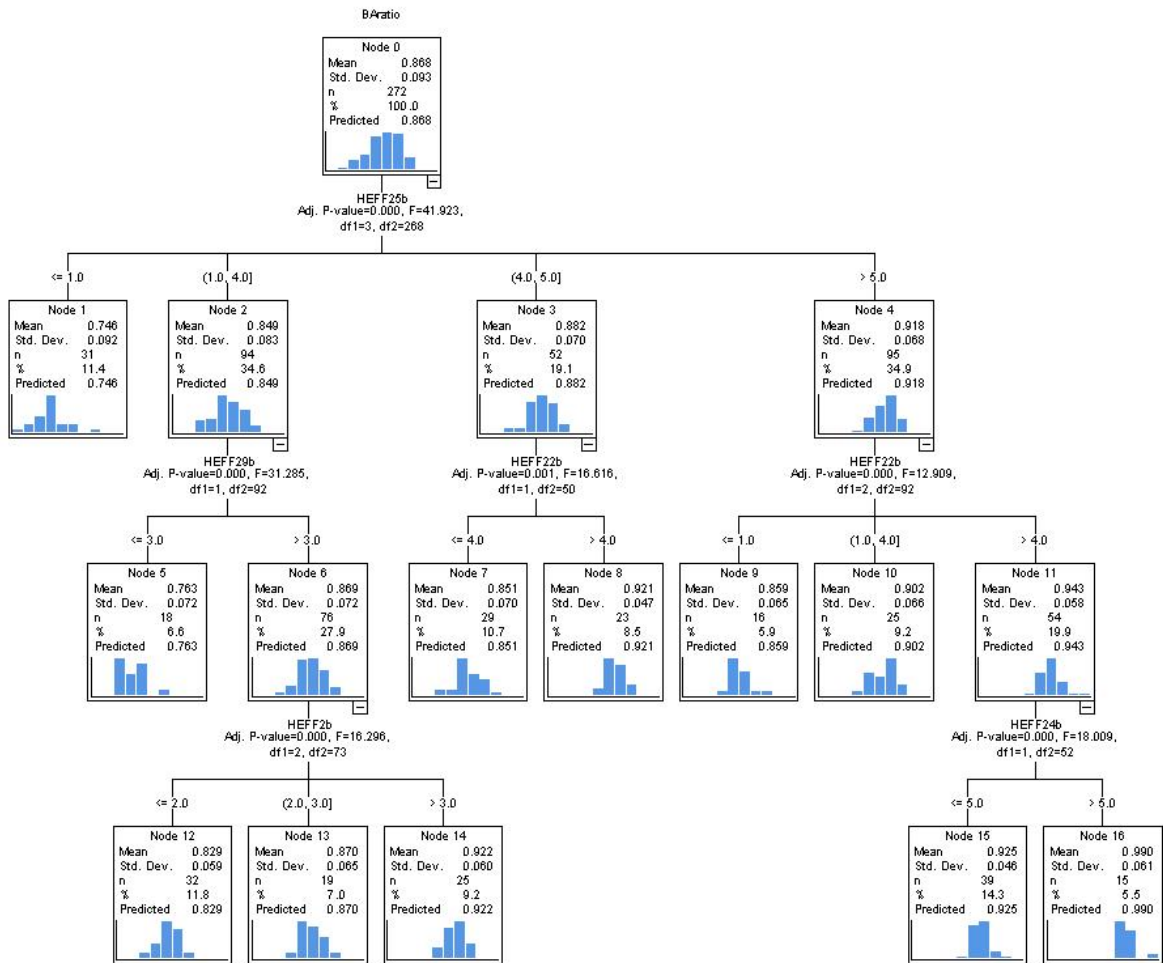 BAratio
Node 0
Mean 0.868
Std. Dev. 0.093
n 272
% 100.0
Predicted 0.868
HEFF25b
Adj. P-value=0.000, F=41.923,
df1=3, df2=268
<= 1.0
(1.0, 4.0]
(4.0, 5.0]
> 5.0
Node 1
Mean 0.746
Std. Dev. 0.092
n 31
% 11.4
Predicted 0.746
Node 2
Mean 0.849
Std. Dev. 0.083
n 94
% 34.6
Predicted 0.849
Node 3
Mean 0.882
Std. Dev. 0.070
n 52
% 19.1
Predicted 0.882
Node 4
Mean 0.918
Std. Dev. 0.068
n 95
% 34.9
Predicted 0.918
HEFF29b
Adj. P-value=0.000, F=31.285,
df1=1, df2=92
HEFF22b
Adj. P-value=0.001, F=16.616,
df1=1, df2=50
HEFF22b
Adj. P-value=0.000, F=12.909,
df1=2, df2=92
<= 3.0
> 3.0
<= 4.0
> 4.0
<= 1.0
(1.0, 4.0]
> 4.0
Node 5
Mean 0.763
Std. Dev. 0.072
n 18
% 6.6
Predicted 0.763
Node 6
Mean 0.869
Std. Dev. 0.072
n 76
% 27.9
Predicted 0.869
Node 7
Mean 0.851
Std. Dev. 0.070
n 29
% 10.7
Predicted 0.851
Node 8
Mean 0.921
Std. Dev. 0.047
n 23
% 8.5
Predicted 0.921
Node 9
Mean 0.859
Std. Dev. 0.065
n 16
% 5.9
Predicted 0.859
Node 10
Mean 0.902
Std. Dev. 0.066
n 25
% 9.2
Predicted 0.902
Node 11
Mean 0.943
Std. Dev. 0.058
n 54
% 19.9
Predicted 0.943
HEFF2b
Adj. P-value=0.000, F=16.296,
df1=2, df2=73
HEFF24b
Adj. P-value=0.000, F=18.009,
df1=1, df2=52
<= 2.0
(2.0, 3.0]
> 3.0
<= 5.0
> 5.0
Node 12
Mean 0.829
Std. Dev. 0.059
n 32
% 11.8
Predicted 0.829
Node 13
Mean 0.870
Std. Dev. 0.065
n 19
% 7.0
Predicted 0.870
Node 14
Mean 0.922
Std. Dev. 0.060
n 25
% 9.2
Predicted 0.922
Node 15
Mean 0.925
Std. Dev. 0.046
n 39
% 14.3
Predicted 0.925
Node 16
Mean 0.990
Std. Dev. 0.061
n 15
% 5.5
Predicted 0.990